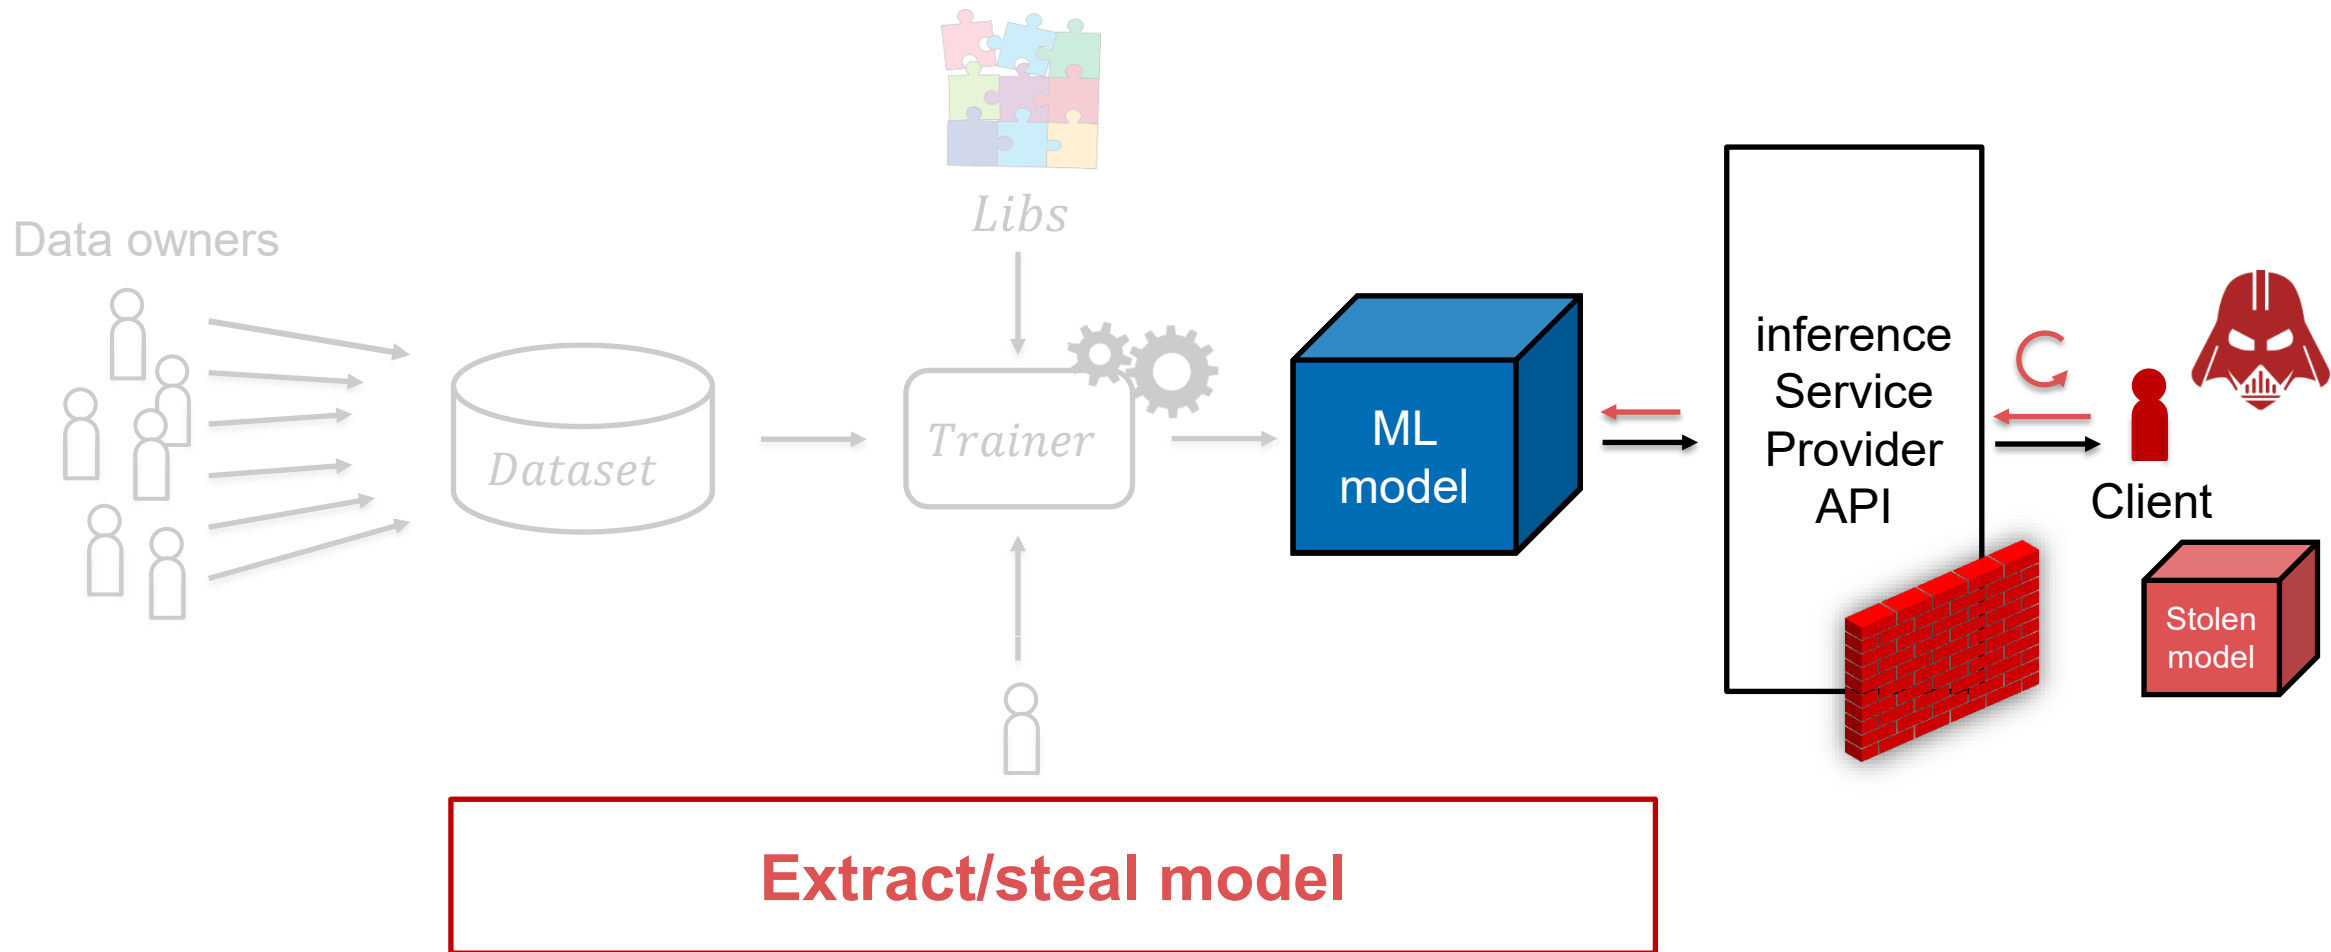 Libs
Data owners
Dataset
Trainer
ML
model
inference
Service
Provider
API
Client
Stolen
model
Extract/steal model